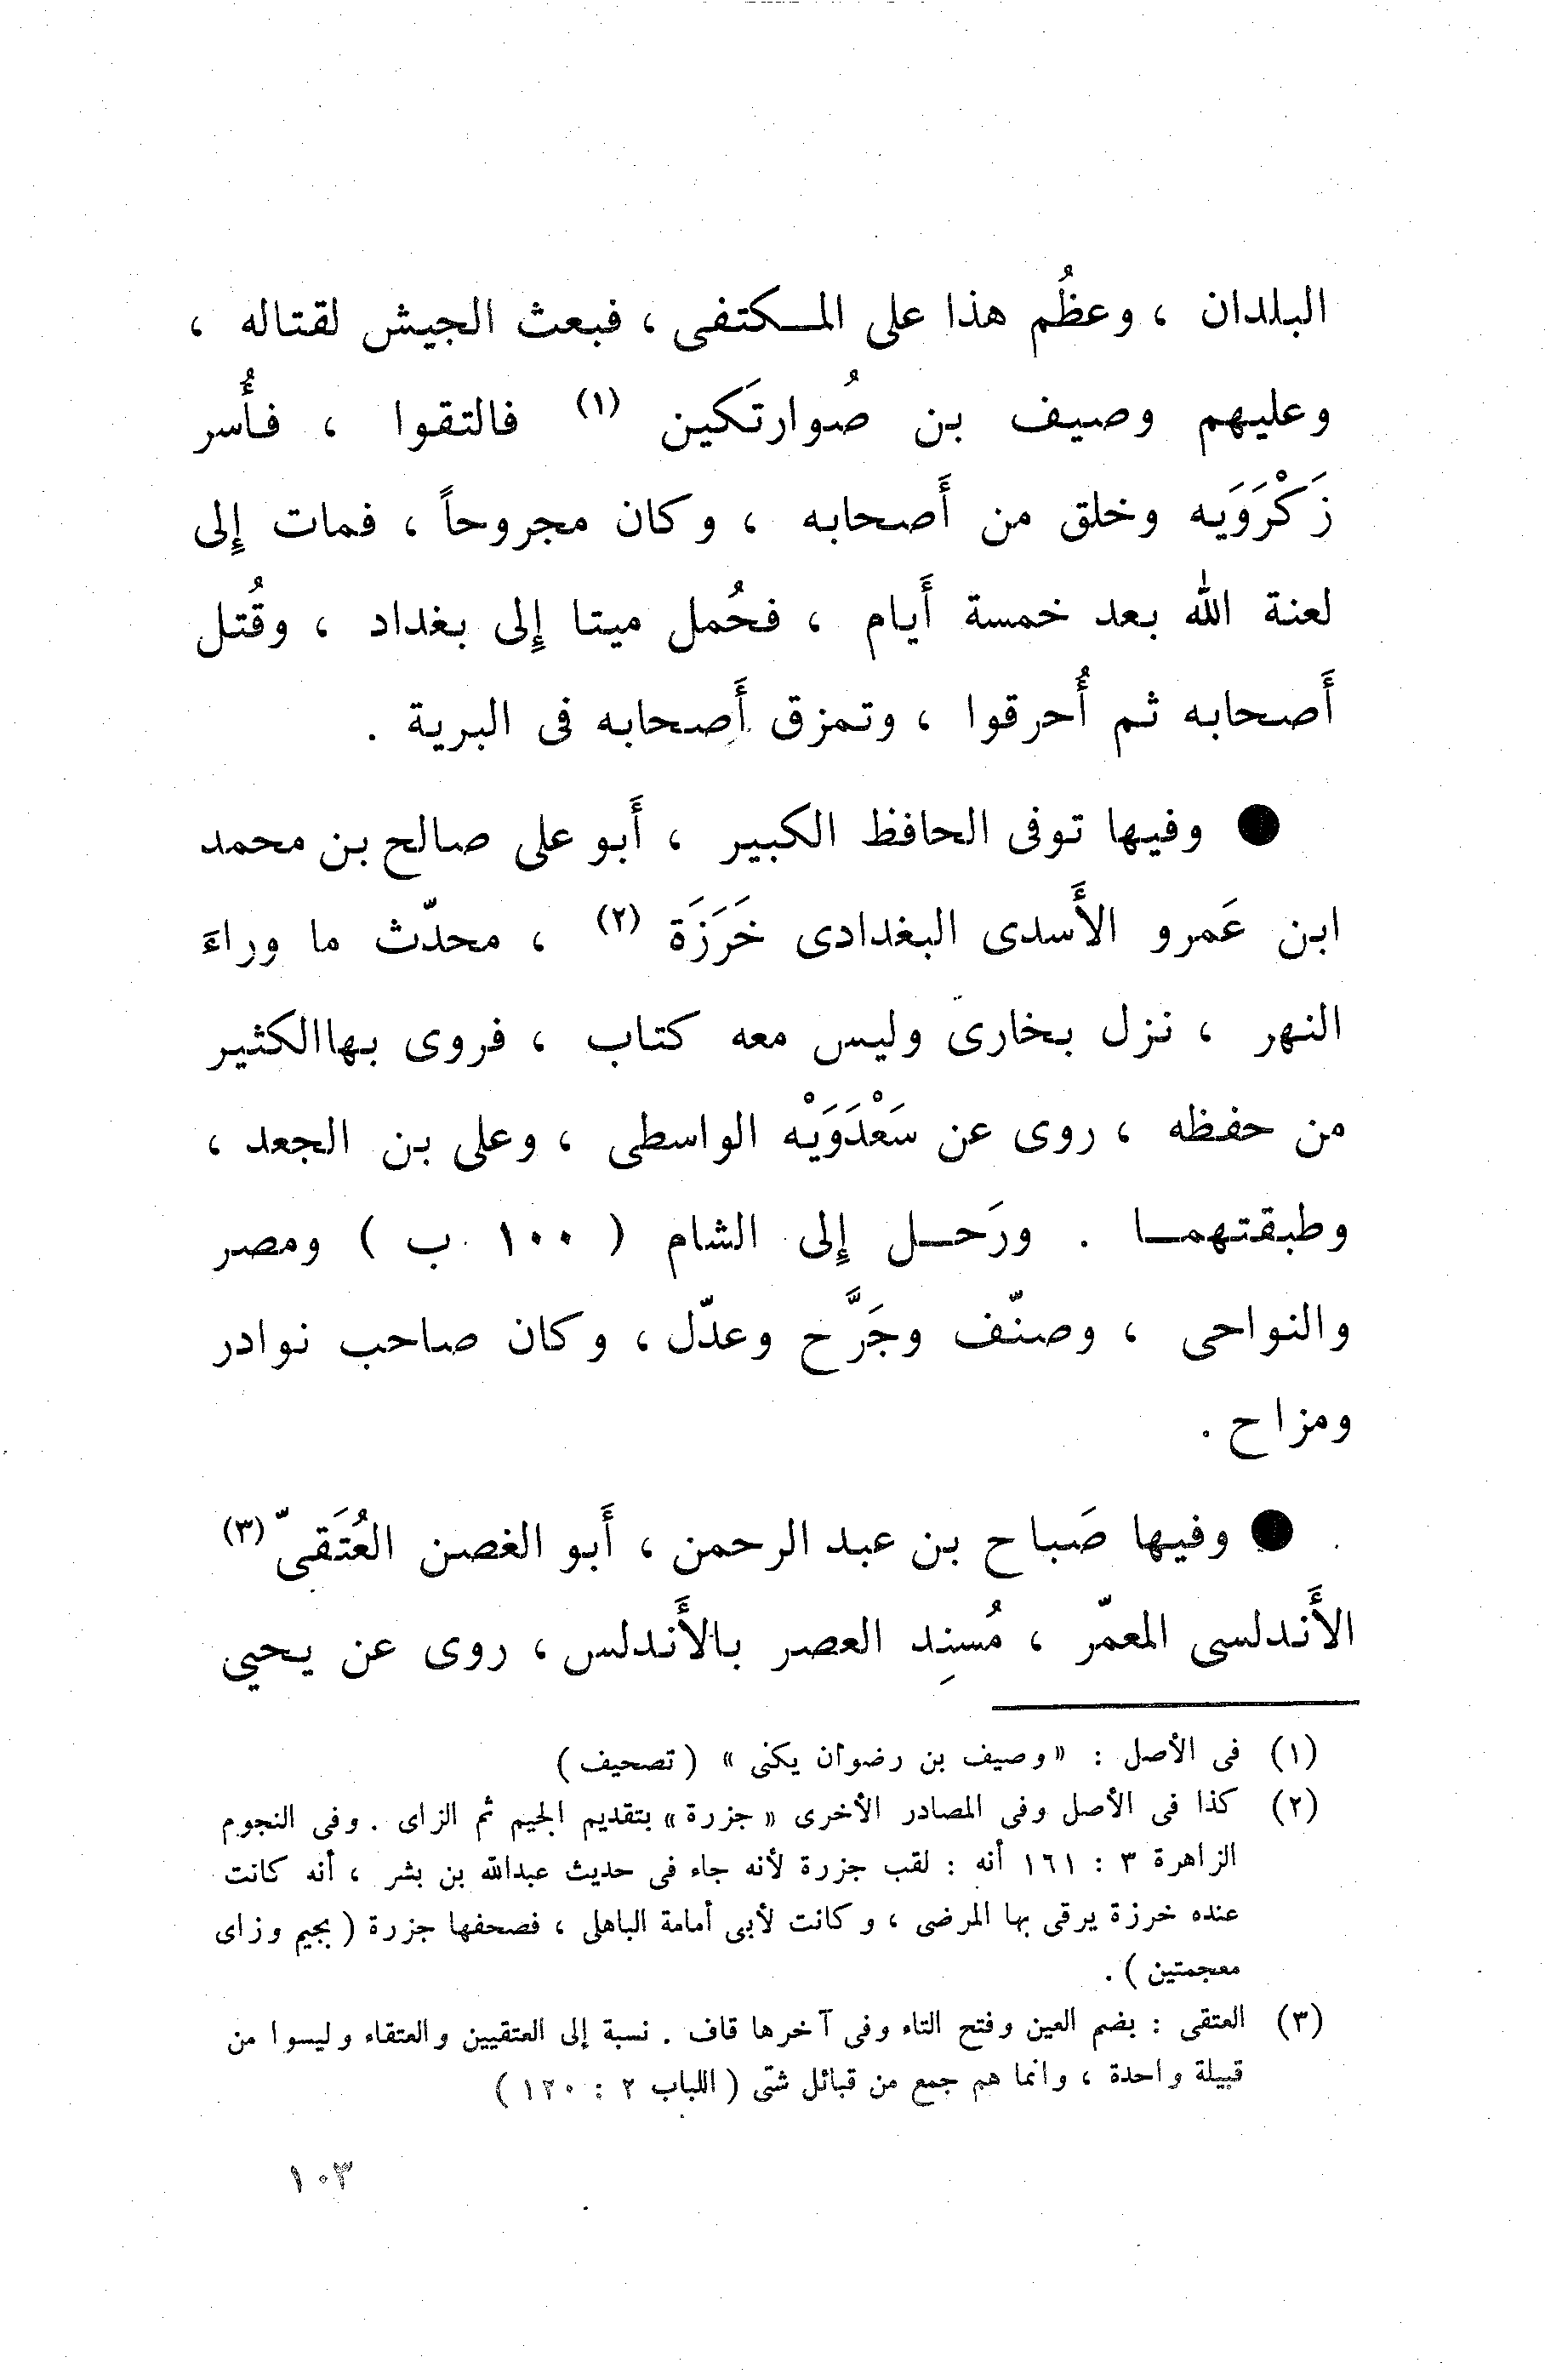 البلدان ، وعظُم هذا على المـكتفى ، فبعث الجيش لقتاله ،
وعليهم وصيف بن صُوارتَكين (١) فالتقوا ، فأُسر
زَكْرَوَيه وخلق من أَصحابه ، وكان مجروحاً ، فمات إِلى
لعنة الله بعد خمسة أَيام ، فحُمل ميتا إِلى بغداد ، وقُتل
أَصحابه ثم أُحرقوا ، وتمزق أَصحابه فى البرية .
● وفيها توفى الحافظ الكبير ، أَبو على صالح بن محمد
ابن عَمرو الأَسدى البغدادى خَرَزَة (٢) ، محدّث ما وراءَ
النهر ، نزل بخارى وليس معه كتاب ، فروى بهاالكثير
من حفظه ، روى عن سَعْدَوَيْه الواسطى ، وعلى بن الجعد ،
وطبقتهمـا . ورَحـل إِلى الشام ( ١٠٠ ب ) ومصر
والنواحى ، وصنّف وجَرَّح وعدّل ، وكان صاحب نوادر
ومزاح .
● وفيها صَباح بن عبد الرحمن ، أَبو الغصن العُتَقىّ (٣)
الأَندلسى المعمّر ، مُسنِد العصر بالأَندلس ، روى عن يحيي
(١) فى الأصل : « وصيف بن رضوان يكنى » ( تصحيف )
(٢) كذا فى الأصل وفى المصادر الأخرى « جزرة » بتقديم الجيم ثم الزاى . وفى النجوم
الزاهرة ٣ : ١٦١ أنه : لقب جزرة لأنه جاء فى حديث عبدالله بن بشر ، أنه كانت
عنده خرزة يرقى بها المرضى ، وكانت لأبى أمامة الباهلى ، فصحفها جزرة ( بجيم وزاى
معجمتين ) .
(٣) العتقى : بضم العين وفتح التاء وفى آخرها قاف . نسبة إلى العتقيين والعتقاء وليسوا من
قبيلة واحدة ، وانما هم جمع من قبائل شتى ( اللباب ٢ : ١٢٠ )
١٠٣